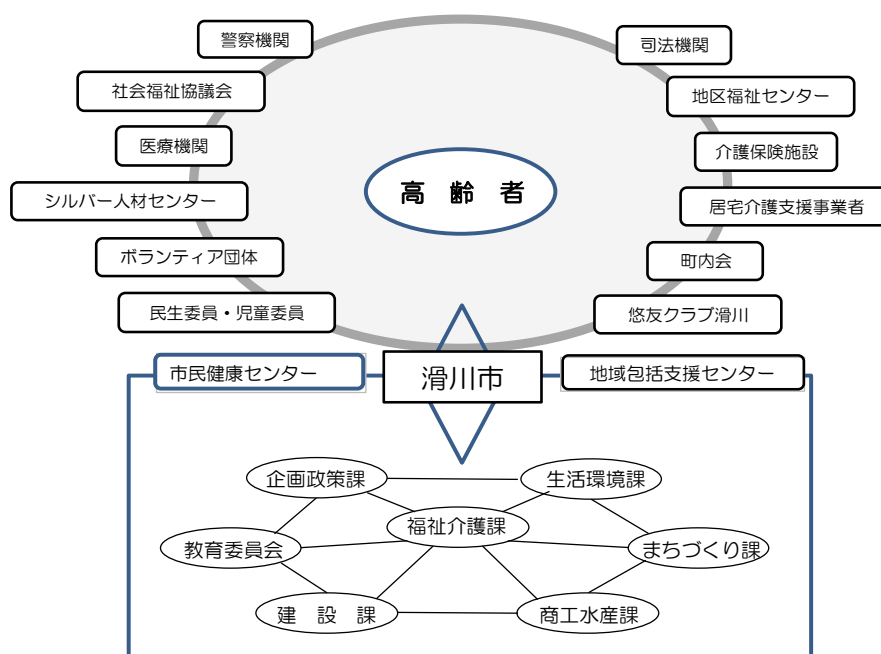 警察機関
司法機関
社会福祉協議会
地区福祉センター
医療機関
介護保険施設
高 齢 者
シルバー人材センター
居宅介護支援事業者
ボランティア団体
町内会
民生委員・児童委員
悠友クラブ滑川
市民健康センター
滑川市
地域包括支援センター
企画政策課
生活環境課
福祉介護課
教育委員会
まちづくり課
建 設 課
商工水産課